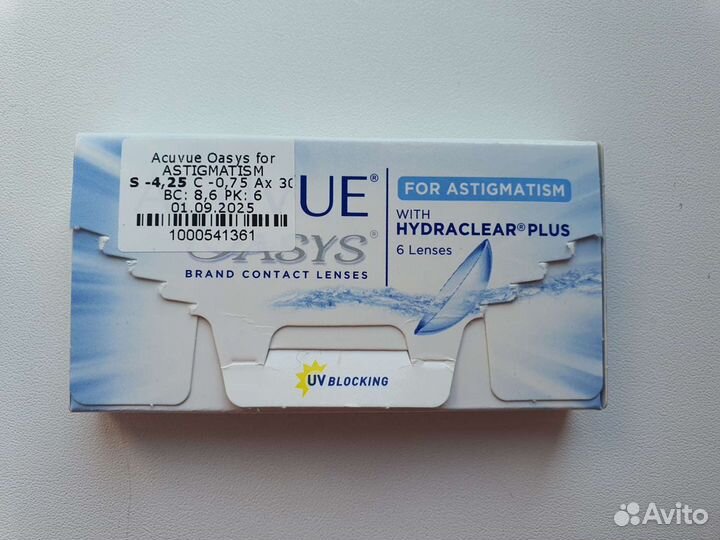 Acuvue Oasys for
ASTIGMATISM
S -4,25 C -0,75 Ax 30
BC: 8,6 PK: 6
01.09.2025
1000541361
UE®
OASYS®
BRAND CONTACT LENSES
FOR ASTIGMATISM
WITH
HYDRACLEAR® PLUS
6 Lenses
UV BLOCKING
Avito